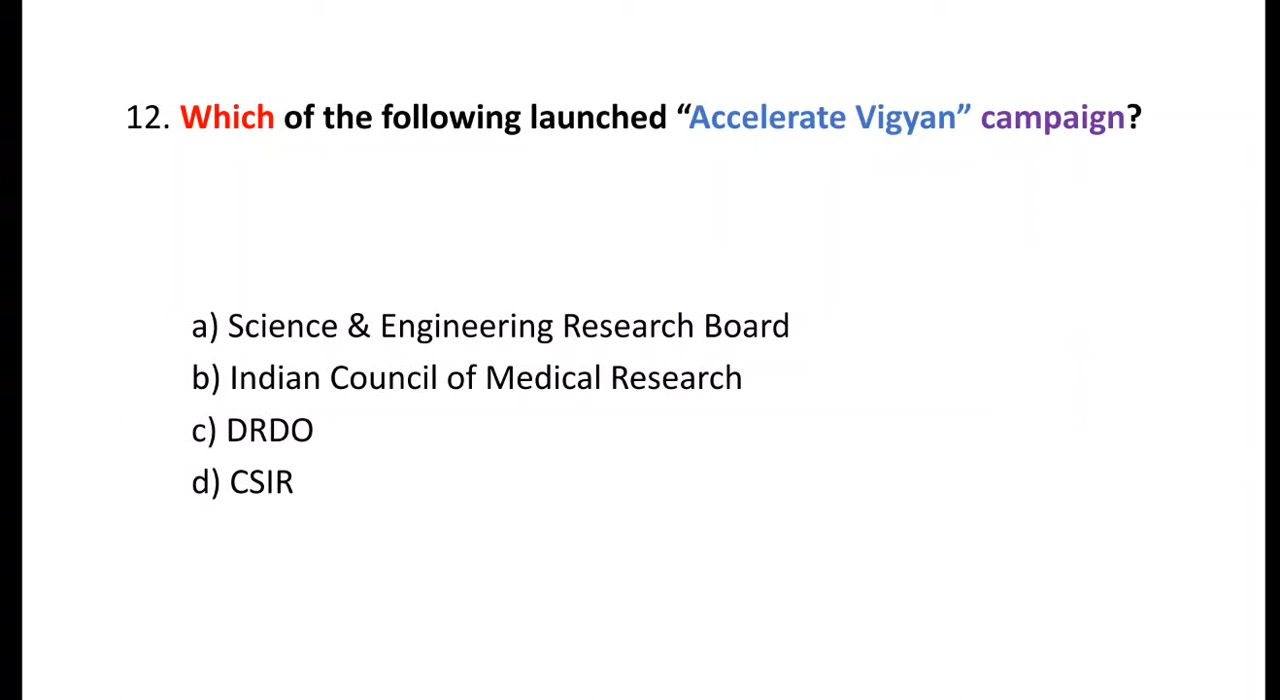 12. Which of the following launched “Accelerate Vigyan” campaign?
a) Science & Engineering Research Board
b) Indian Council of Medical Research
c) DRDO
d) CSIR